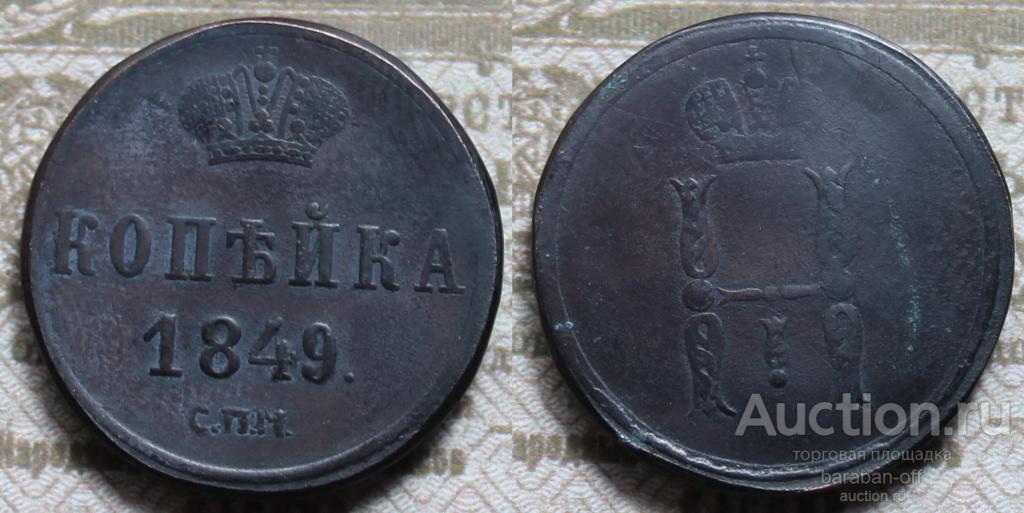 КОПѢЙКА
1849.
С.П.М.
Н
I
Auction.ru
торговая площадка
baraban-off
auction.ru